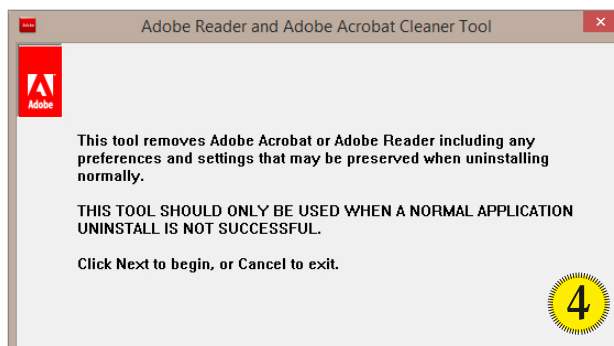 Adobe Reader and Adobe Acrobat Cleaner Tool
Adobe
This tool removes Adobe Acrobat or Adobe Reader including any
preferences and settings that may be preserved when uninstalling
normally.
THIS TOOL SHOULD ONLY BE USED WHEN A NORMAL APPLICATION
UNINSTALL IS NOT SUCCESSFUL.
Click Next to begin, or Cancel to exit.
4